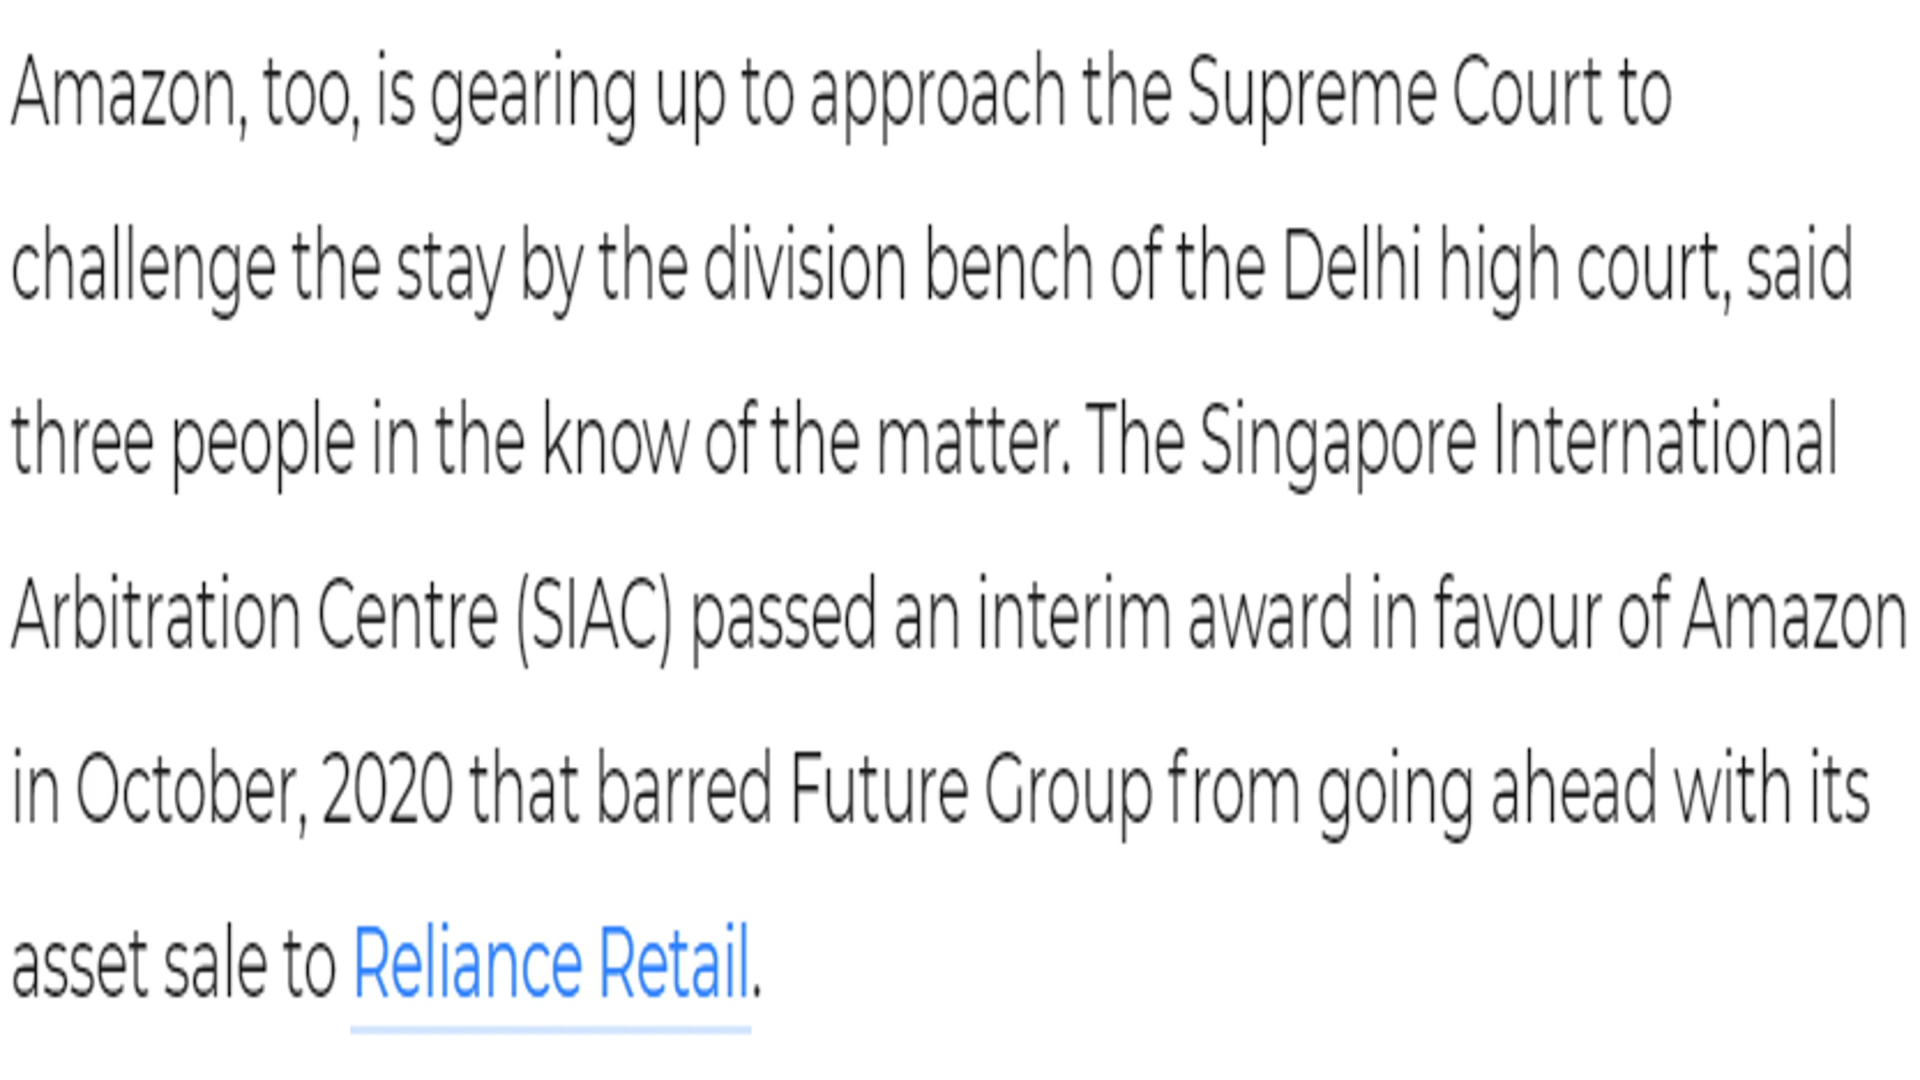 Amazon, too, is gearing up to approach the Supreme Court to
challenge the stay by the division bench of the Delhi high court, said
three people in the know of the matter. The Singapore International
Arbitration Centre (SIAC) passed an interim award in favour of Amazon
in October, 2020 that barred Future Group from going ahead with its
asset sale to Reliance Retail.